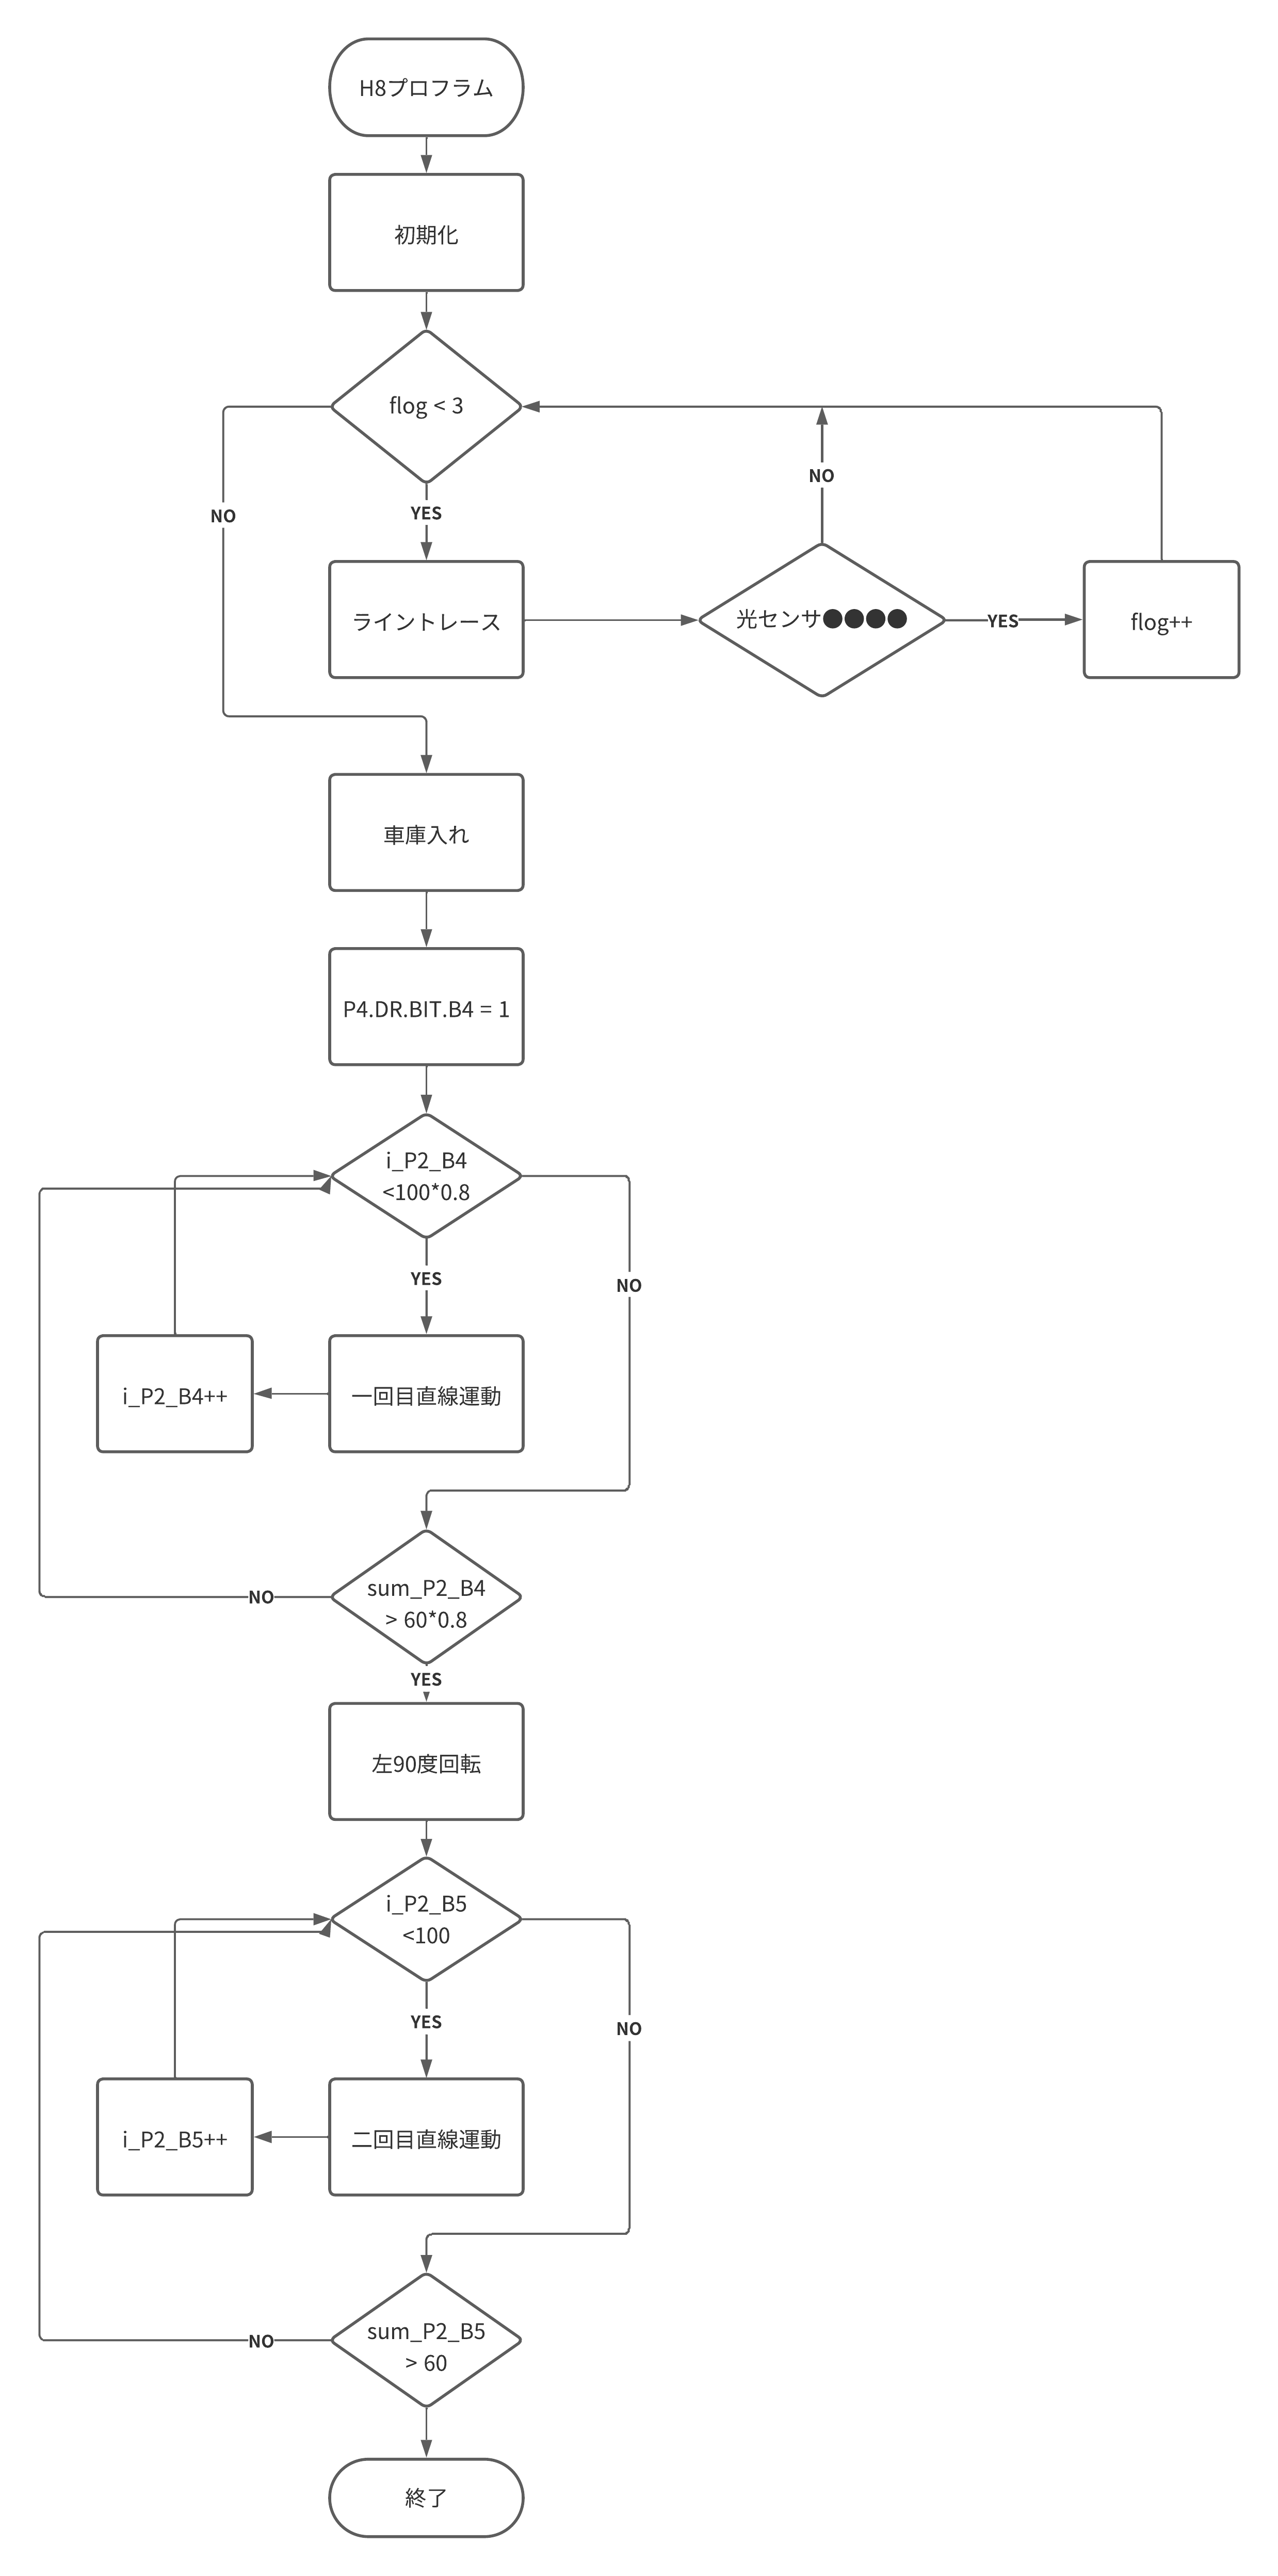 H8プロフラム
初期化
flog < 3
NO
YES
NO
ライントレース
光センサ●●●●
YES
flog++
車庫入れ
P4.DR.BIT.B4 = 1
i_P2_B4
<100*0.8
YES
NO
i_P2_B4++
一回目直線運動
sum_P2_B4
> 60*0.8
NO
YES
左90度回転
i_P2_B5
<100
YES
NO
i_P2_B5++
二回目直線運動
sum_P2_B5
> 60
NO
終了